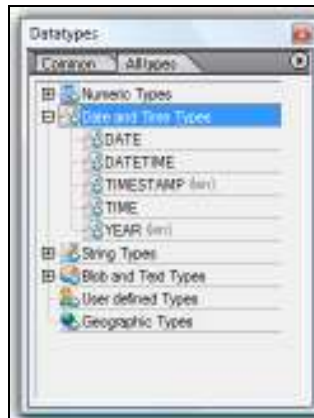 Datatypes
Common All types
Numeric Types
Date and Time Types
DATE
DATETIME
TIMESTAMP (len)
TIME
YEAR (len)
String Types
Blob and Text Types
User defined Types
Geographic Types